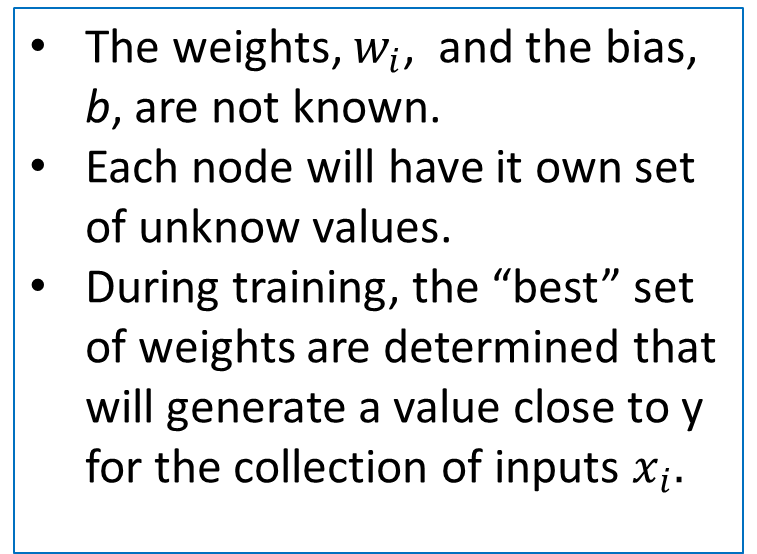 • The weights, wᵢ, and the bias,
b, are not known.
• Each node will have it own set
of unknow values.
• During training, the “best” set
of weights are determined that
will generate a value close to y
for the collection of inputs xᵢ.